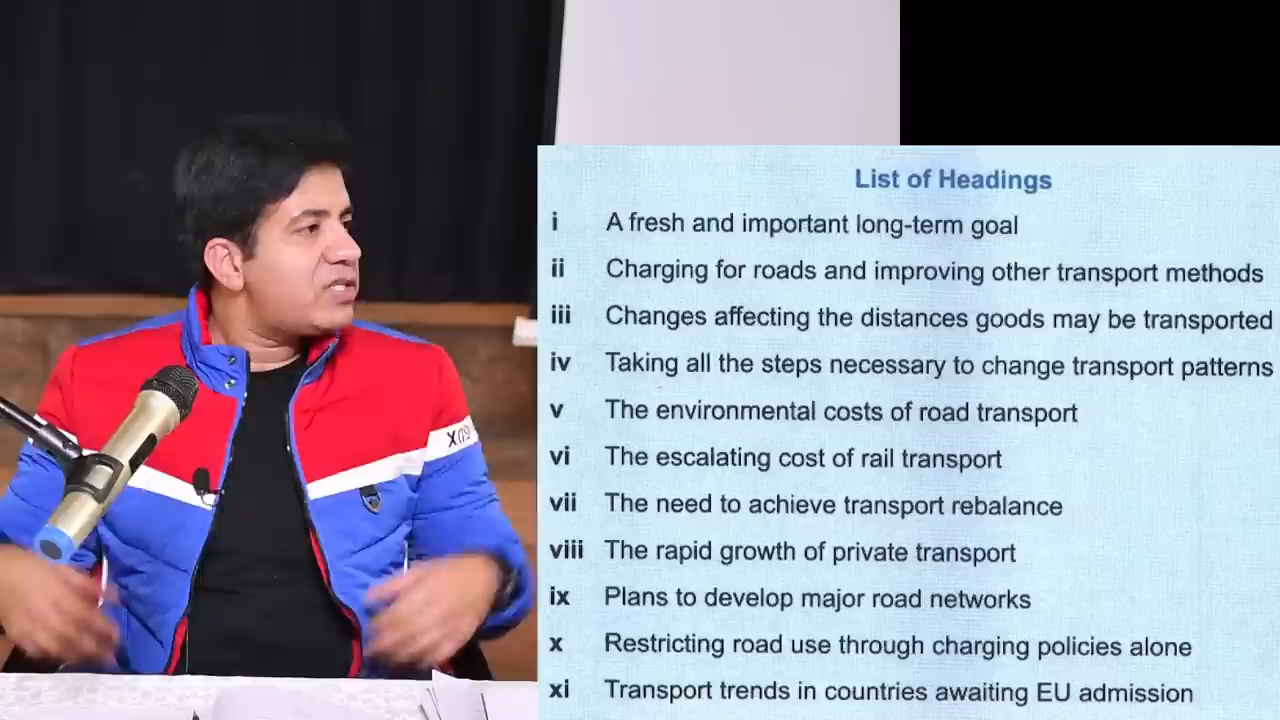 List of Headings
i A fresh and important long-term goal
ii Charging for roads and improving other transport methods
iii Changes affecting the distances goods may be transported
iv Taking all the steps necessary to change transport patterns
v The environmental costs of road transport
vi The escalating cost of rail transport
vii The need to achieve transport rebalance
viii The rapid growth of private transport
ix Plans to develop major road networks
x Restricting road use through charging policies alone
xi Transport trends in countries awaiting EU admission